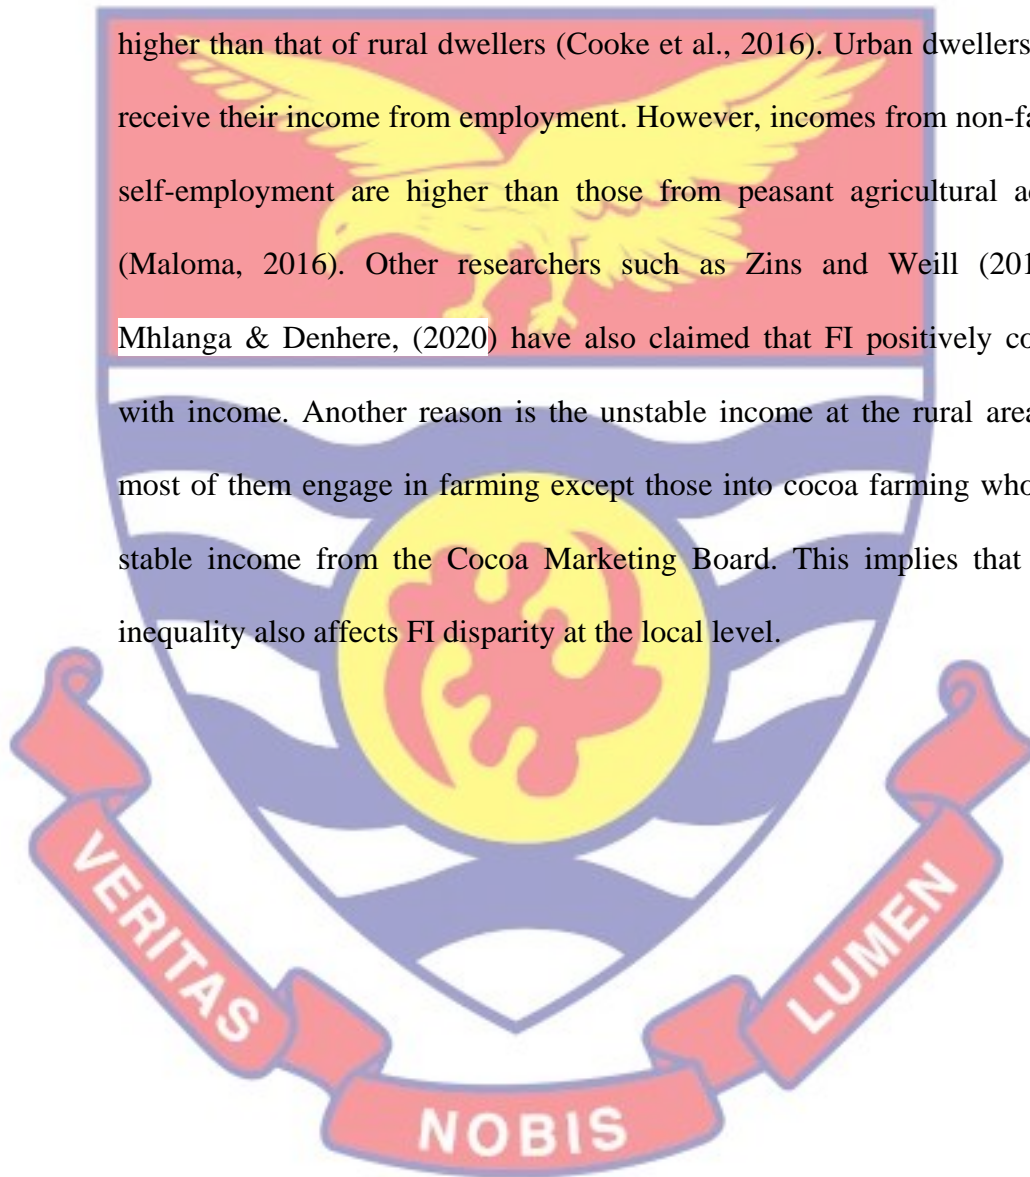 higher than that of rural dwellers (Cooke et al., 2016). Urban dwellers
receive their income from employment. However, incomes from non-fa
self-employment are higher than those from peasant agricultural a
(Maloma, 2016). Other researchers such as Zins and Weill (201
Mhlanga & Denhere, (2020) have also claimed that FI positively co
with income. Another reason is the unstable income at the rural area
most of them engage in farming except those into cocoa farming who
stable income from the Cocoa Marketing Board. This implies that
inequality also affects FI disparity at the local level.
VERITAS
NOBIS
LUMEN